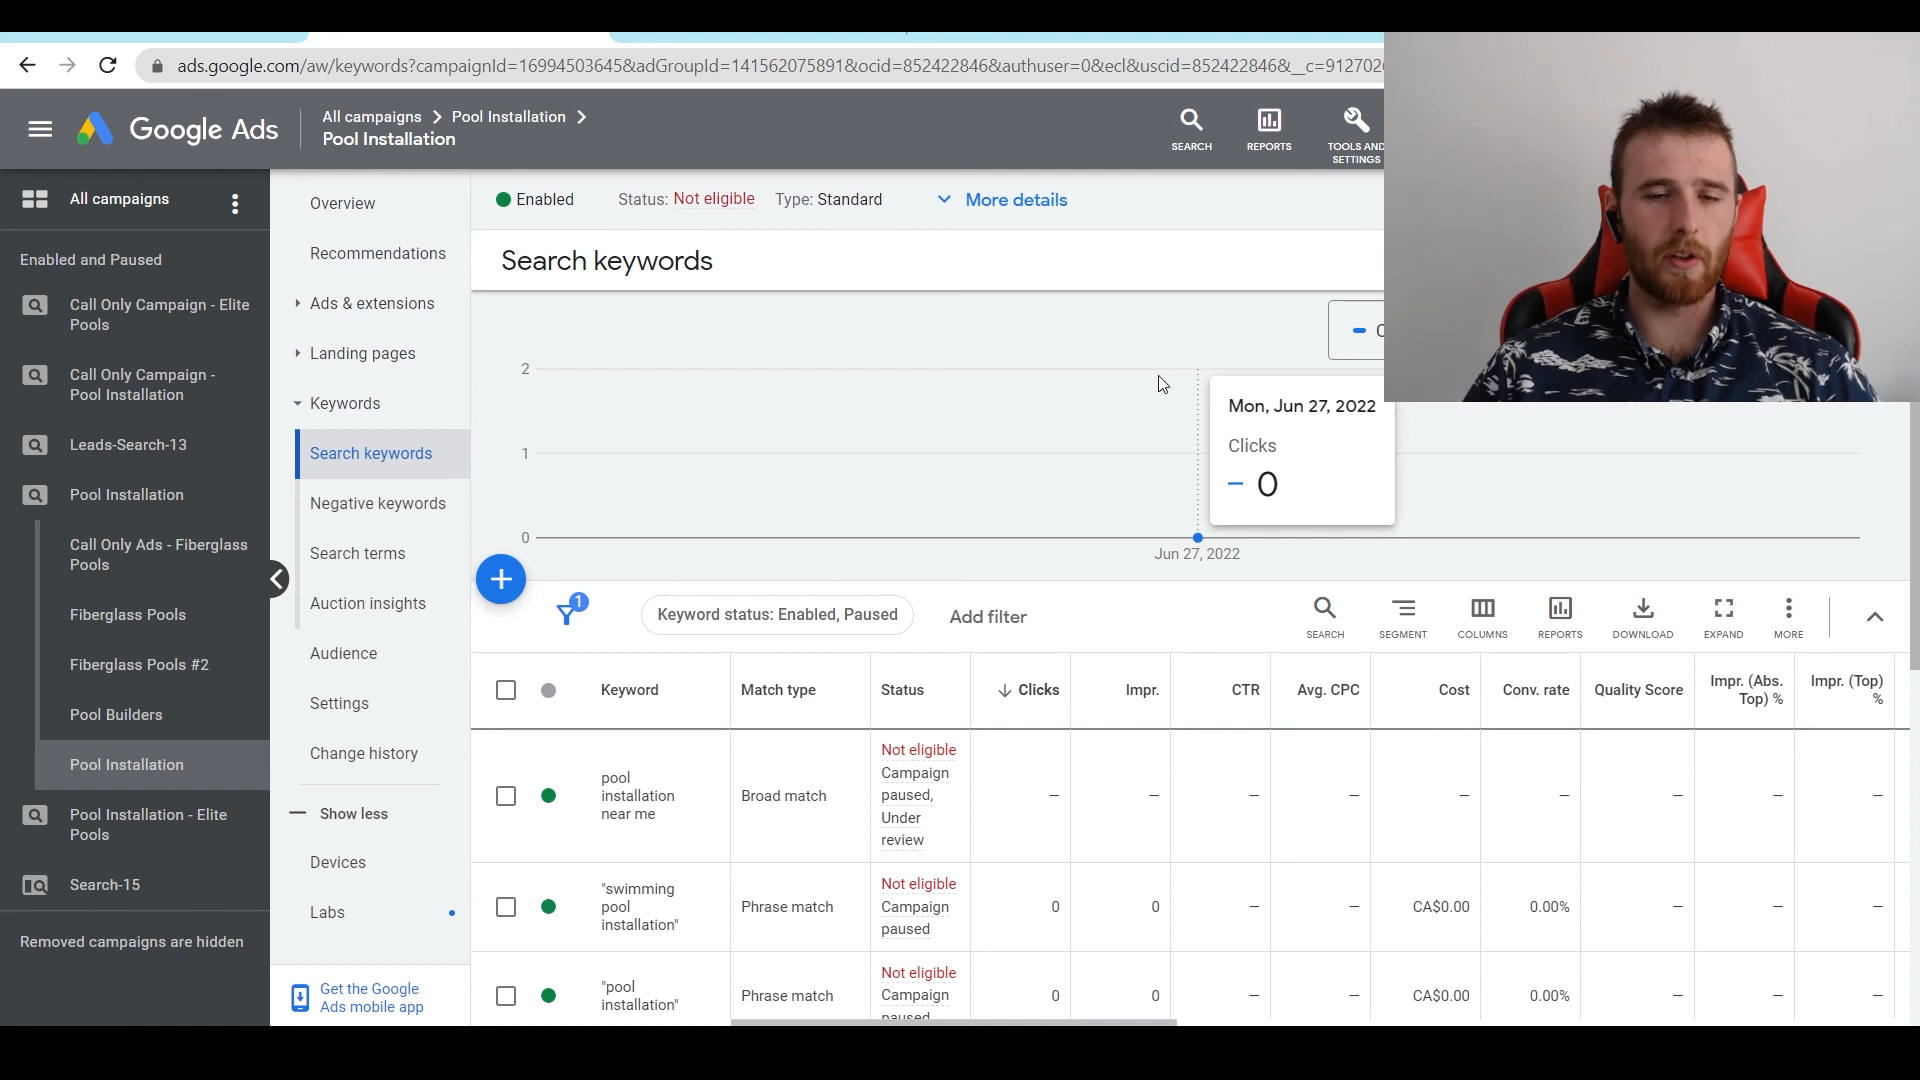 ads.google.com/aw/keywords?campaignId=16994503645&adGroupId=141562075891&ocid=852422846&authuser=0&ecl&uscid=852422846&__c=912702
Google Ads
All campaigns > Pool Installation >
Pool Installation
SEARCH
REPORTS
TOOLS AND
SETTINGS
All campaigns
Enabled and Paused
Call Only Campaign - Elite
Pools
Call Only Campaign -
Pool Installation
Leads-Search-13
Pool Installation
Call Only Ads - Fiberglass
Pools
Fiberglass Pools
Fiberglass Pools #2
Pool Builders
Pool Installation
Pool Installation - Elite
Pools
Search-15
Removed campaigns are hidden
Overview
Recommendations
Ads & extensions
Landing pages
Keywords
Search keywords
Negative keywords
Search terms
Auction insights
Audience
Settings
Change history
Show less
Devices
Labs
Get the Google
Ads mobile app
Enabled Status: Not eligible Type: Standard More details
Search keywords
2
1
0
Mon, Jun 27, 2022
Clicks
0
Jun 27, 2022
1
Keyword status: Enabled, Paused
Add filter
SEARCH
SEGMENT
COLUMNS
REPORTS
DOWNLOAD
EXPAND
MORE
Keyword Match type Status Clicks Impr. CTR Avg. CPC Cost Conv. rate Quality Score Impr. (Abs. Top) % Impr. (Top) %
pool
installation
near me
Broad match
Not eligible
Campaign
paused,
Under
review
– – – – – – – – –
"swimming
pool
installation"
Phrase match
Not eligible
Campaign
paused
0 0 – – CA$0.00 0.00% – – –
"pool
installation"
Phrase match
Not eligible
Campaign
paused
0 0 – – CA$0.00 0.00% – – –